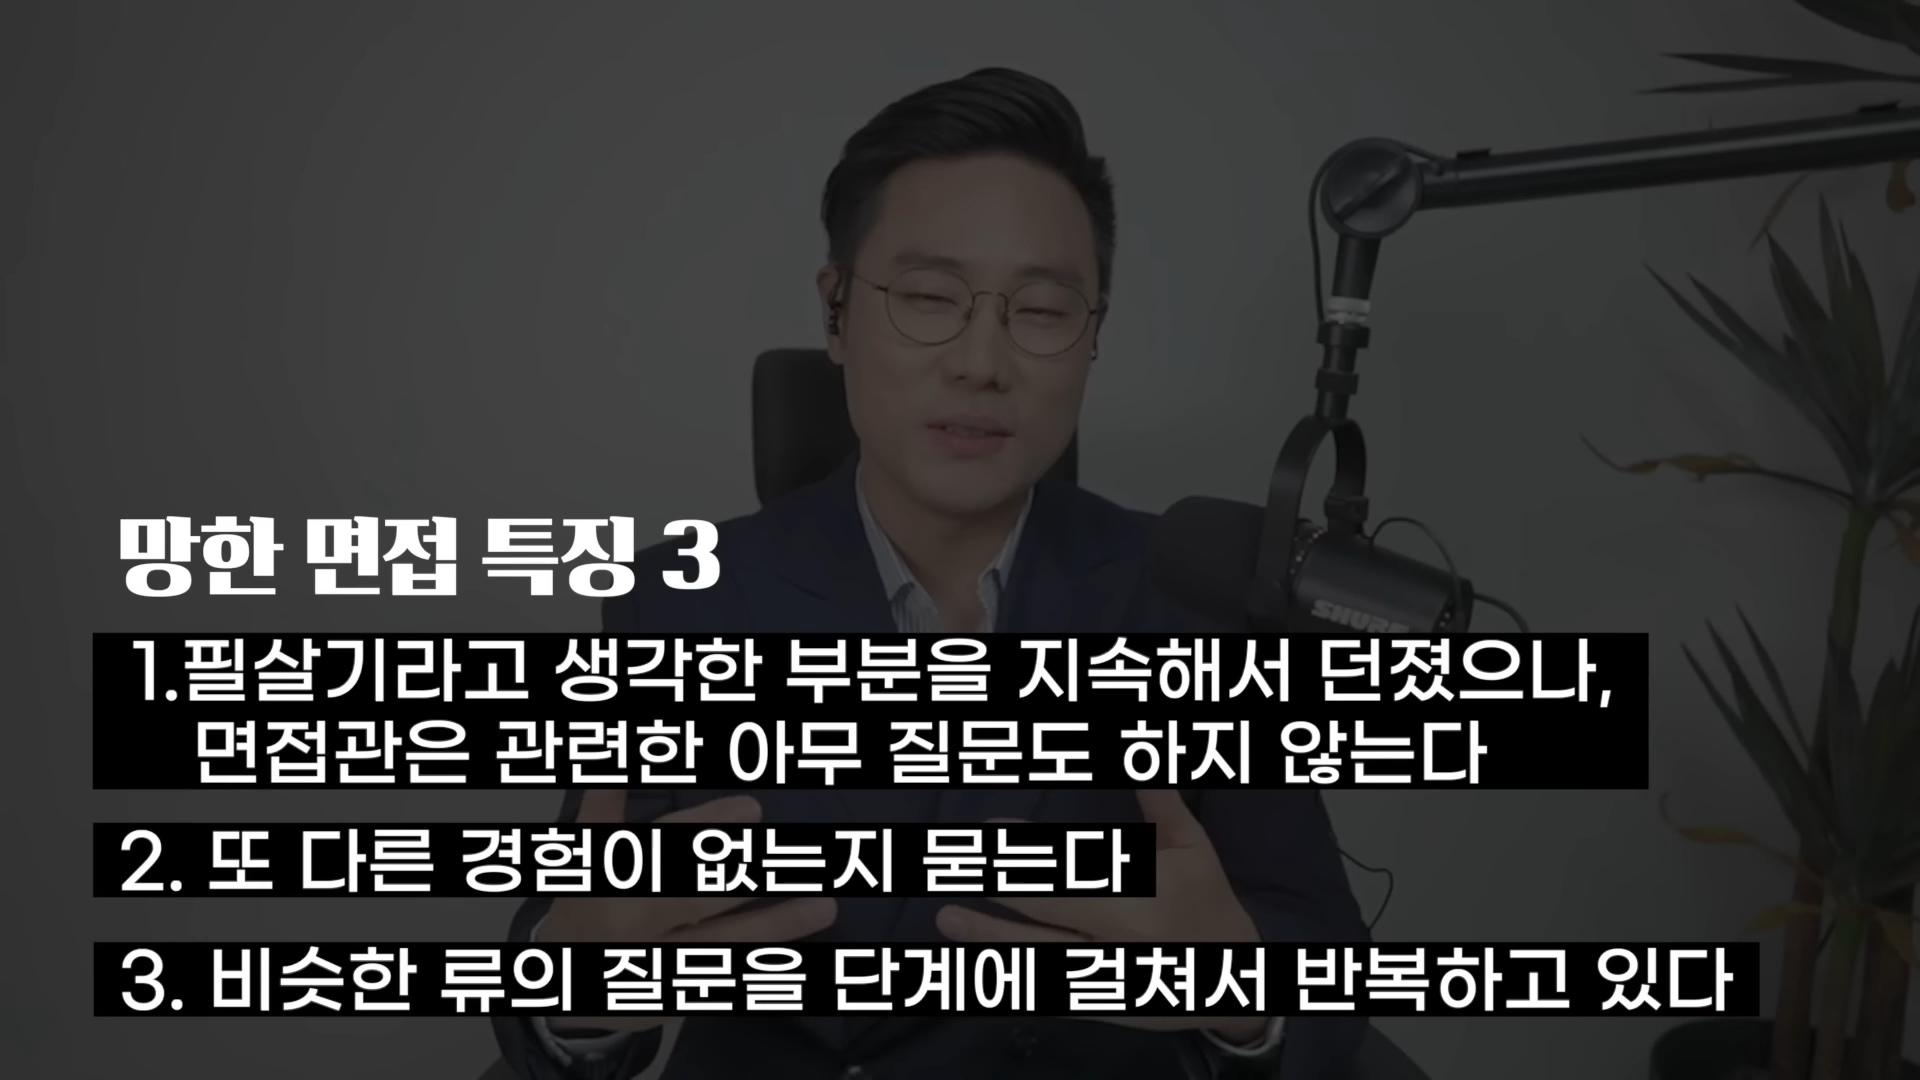 망한 면접 특징 3
1.필살기라고 생각한 부분을 지속해서 던졌으나,
면접관은 관련한 아무 질문도 하지 않는다
2. 또 다른 경험이 없는지 묻는다
3. 비슷한 류의 질문을 단계에 걸쳐서 반복하고 있다
SHURE